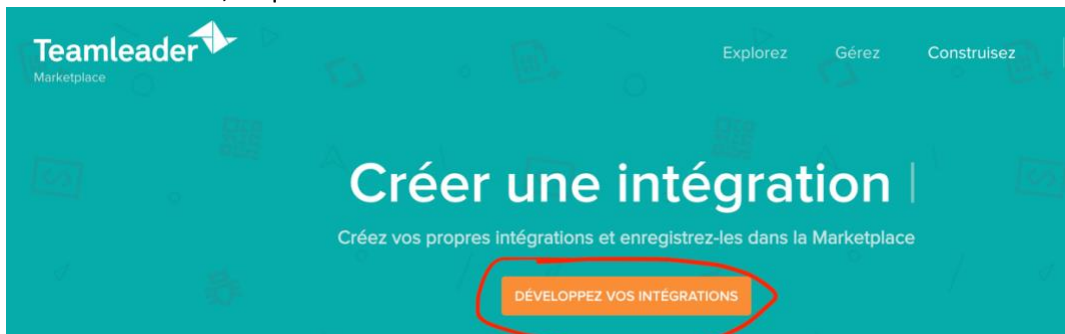 Teamleader
Marketplace
Explorez Gérez Construisez
Créer une intégration
Créez vos propres intégrations et enregistrez-les dans la Marketplace
DÉVELOPPEZ VOS INTÉGRATIONS